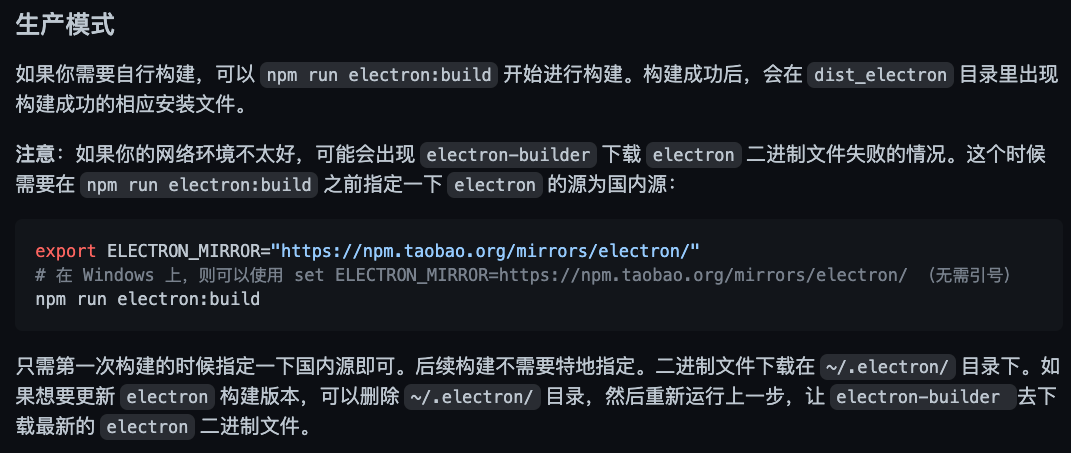 生产模式
如果你需要自行构建，可以 npm run electron:build 开始进行构建。构建成功后，会在 dist_electron 目录里出现
构建成功的相应安装文件。
注意：如果你的网络环境不太好，可能会出现 electron-builder 下载 electron 二进制文件失败的情况。这个时候
需要在 npm run electron:build 之前指定一下 electron 的源为国内源：
export ELECTRON_MIRROR="https://npm.taobao.org/mirrors/electron/"
# 在 Windows 上，则可以使用 set ELECTRON_MIRROR=https://npm.taobao.org/mirrors/electron/ （无需引号）
npm run electron:build
只需第一次构建的时候指定一下国内源即可。后续构建不需要特地指定。二进制文件下载在 ~/.electron/ 目录下。如
果想要更新 electron 构建版本，可以删除 ~/.electron/ 目录，然后重新运行上一步，让 electron-builder 去下
载最新的 electron 二进制文件。